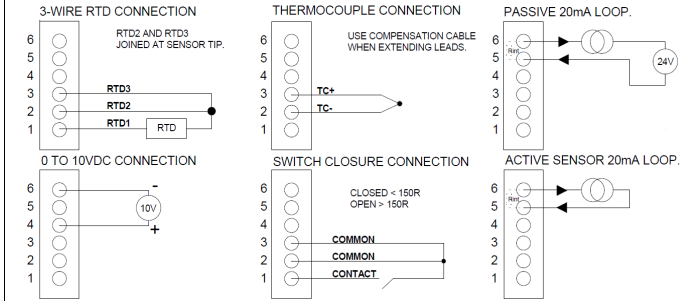 3-WIRE RTD CONNECTION
RTD2 AND RTD3
JOINED AT SENSOR TIP.
6
5
4
3
2
1
RTD3
RTD2
RTD1
RTD
THERMOCOUPLE CONNECTION
USE COMPENSATION CABLE
WHEN EXTENDING LEADS.
6
5
4
3
2
1
TC+
TC-
PASSIVE 20mA LOOP.
6
5
4
3
2
1
Rint
24V
0 TO 10VDC CONNECTION
6
5
4
3
2
1
-
10V
+
SWITCH CLOSURE CONNECTION
CLOSED < 150R
OPEN > 150R
6
5
4
3
2
1
COMMON
COMMON
CONTACT
ACTIVE SENSOR 20mA LOOP.
6
5
4
3
2
1
Rint